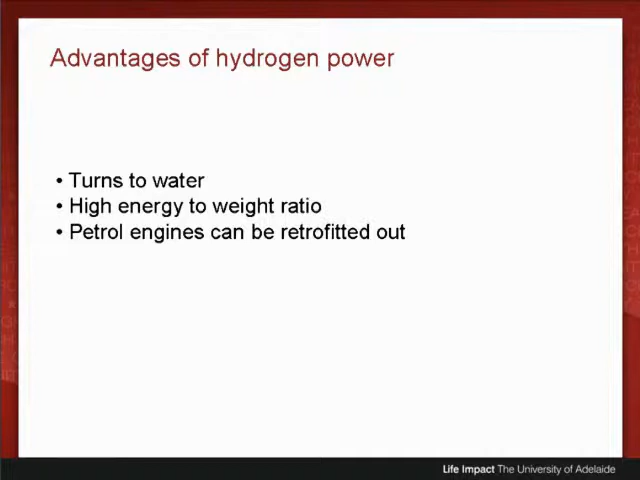 Advantages of hydrogen power
• Turns to water
• High energy to weight ratio
• Petrol engines can be retrofitted out
Life Impact The University of Adelaide